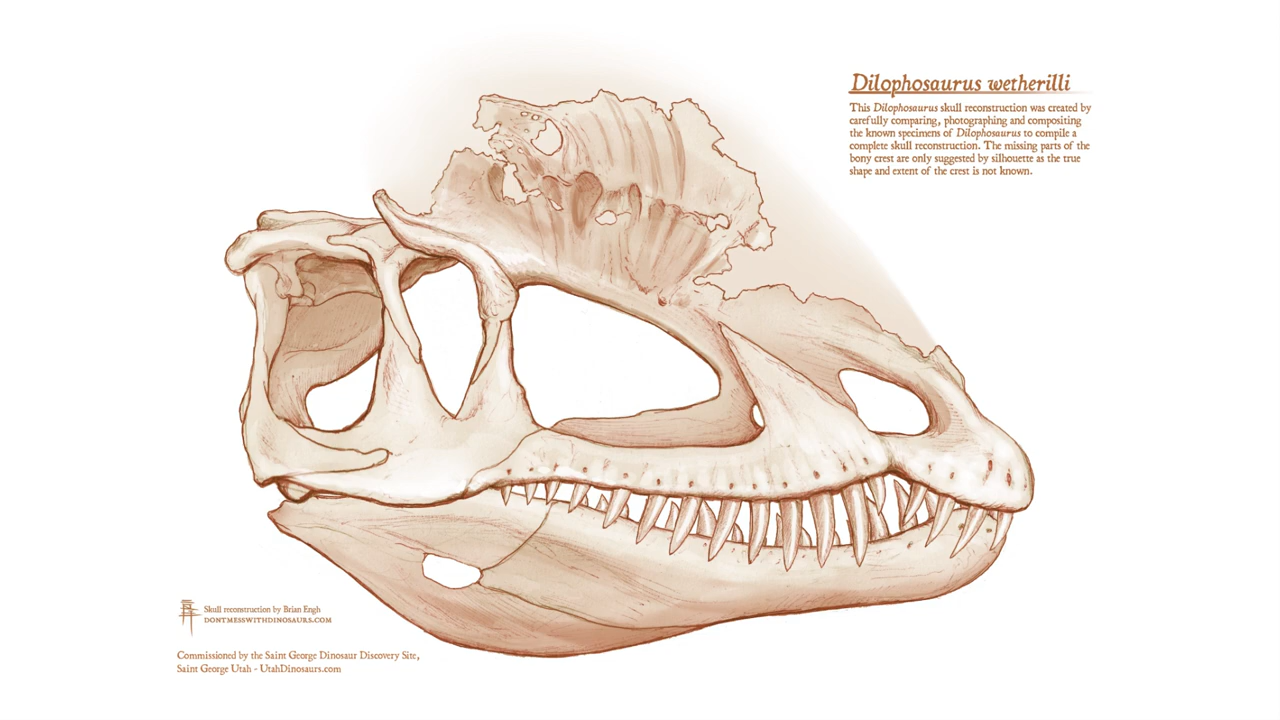 Dilophosaurus wetherilli
This Dilophosaurus skull reconstruction was created by
carefully comparing, photographing and compositing
the known specimens of Dilophosaurus to compile a
complete skull reconstruction. The missing parts of the
bony crest are only suggested by silhouette as the true
shape and extent of the crest is not known.
Skull reconstruction by Brian Engh
DONTMESSWITHDINOSAURS.COM
Commissioned by the Saint George Dinosaur Discovery Site,
Saint George Utah - UtahDinosaurs.com